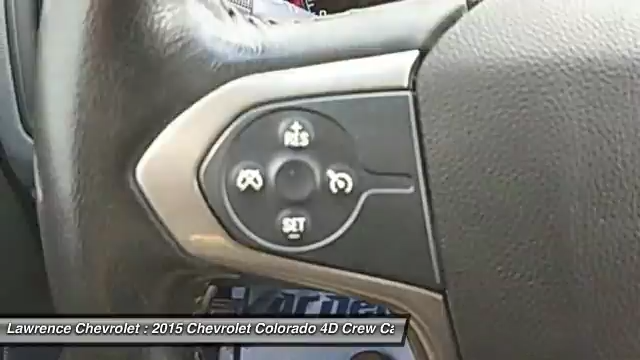 +
RES
SET
-
Lawrence Chevrolet : 2015 Chevrolet Colorado 4D Crew Ca